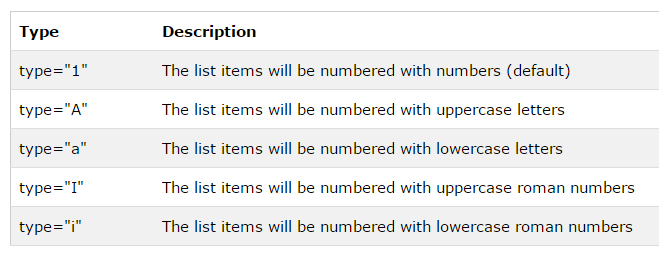 Type Description
type="1" The list items will be numbered with numbers (default)
type="A" The list items will be numbered with uppercase letters
type="a" The list items will be numbered with lowercase letters
type="I" The list items will be numbered with uppercase roman numbers
type="i" The list items will be numbered with lowercase roman numbers